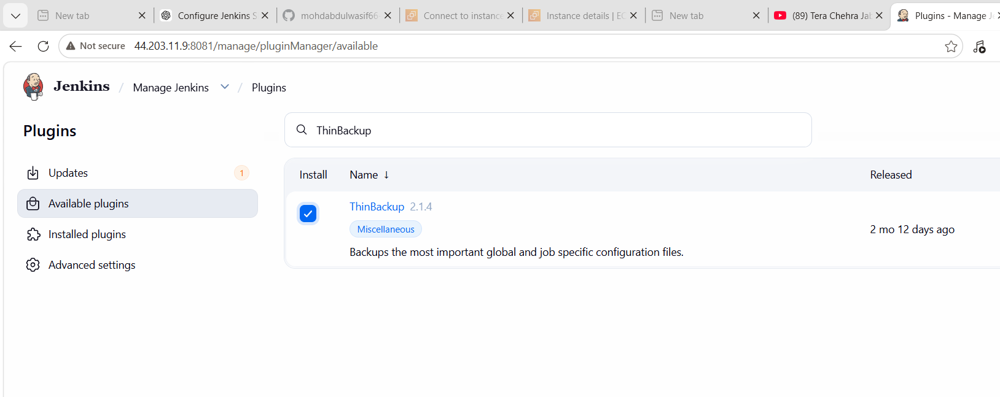 New tab
Configure Jenkins S
mohdabdulwasif66
Connect to instance
Instance details | EC
New tab
(89) Tera Chehra Jab
Plugins - Manage Je
Not secure 44.203.11.9:8081/manage/pluginManager/available
Jenkins / Manage Jenkins / Plugins
Plugins
ThinBackup
Updates 1
Available plugins
Installed plugins
Advanced settings
Install Name ↓ Released
ThinBackup 2.1.4
Miscellaneous
2 mo 12 days ago
Backups the most important global and job specific configuration files.